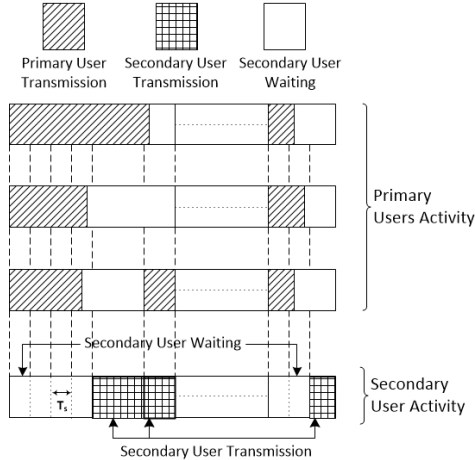 Primary User
Transmission
Secondary User
Transmission
Secondary User
Waiting
Primary
Users Activity
Secondary User Waiting
Ts
Secondary
User Activity
Secondary User Transmission